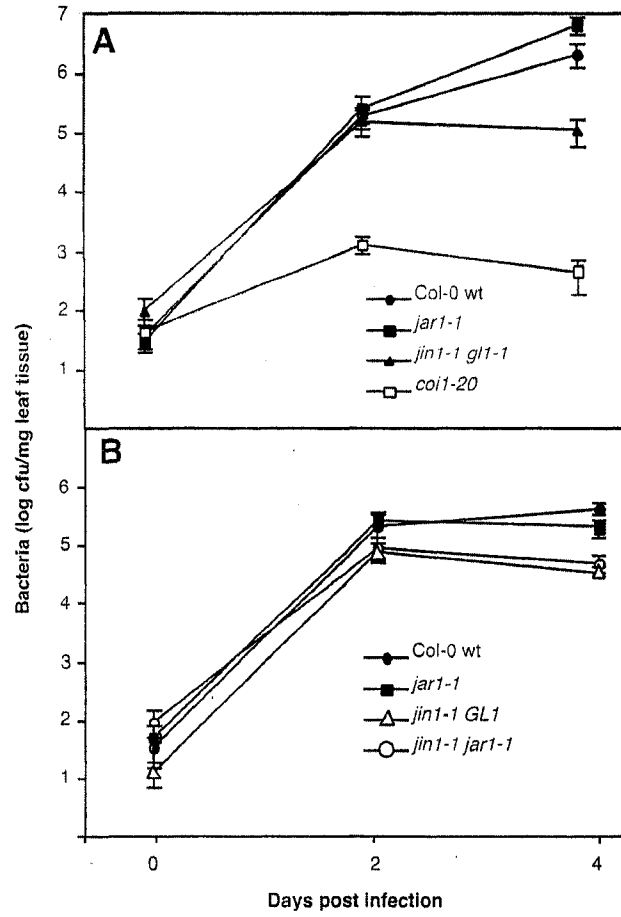 A
7
6
5
4
3
2
1
Col-0 wt
jar1-1
jin1-1 gl1-1
coi1-20
Bacteria (log cfu/mg leaf tissue)
B
6
5
4
3
2
1
Col-0 wt
jar1-1
jin1-1 GL1
jin1-1 jar1-1
0 2 4
Days post infection